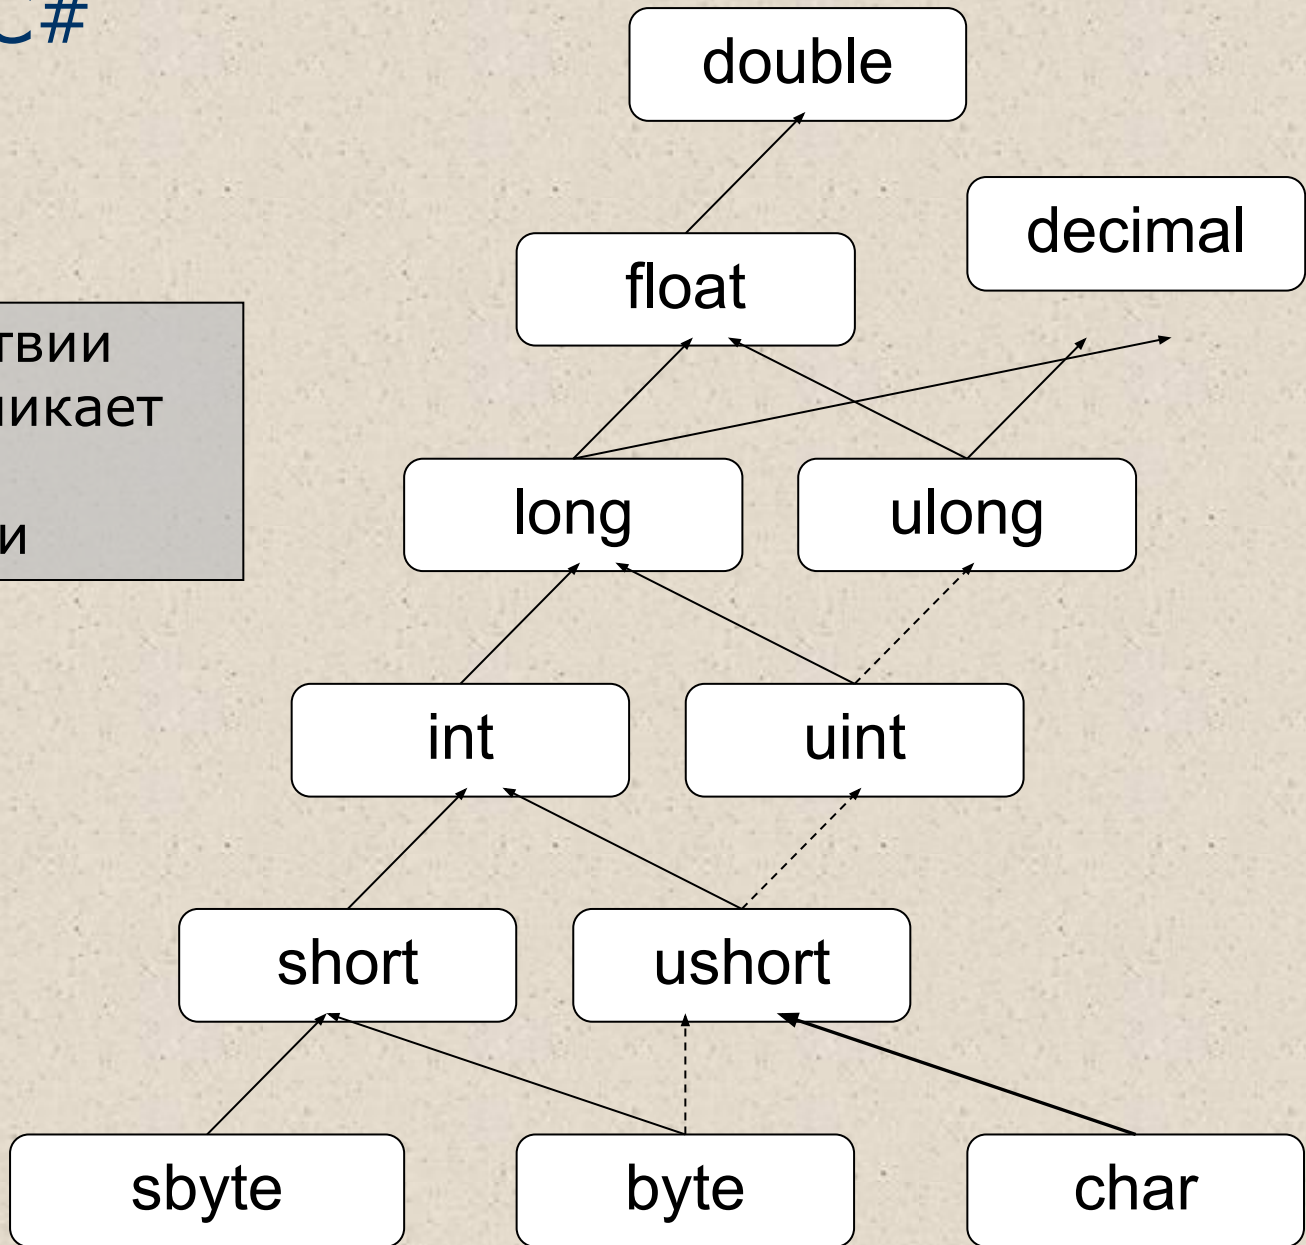 C#
double
decimal
float
твии
икает
и
long
ulong
int
uint
short
ushort
sbyte
byte
char